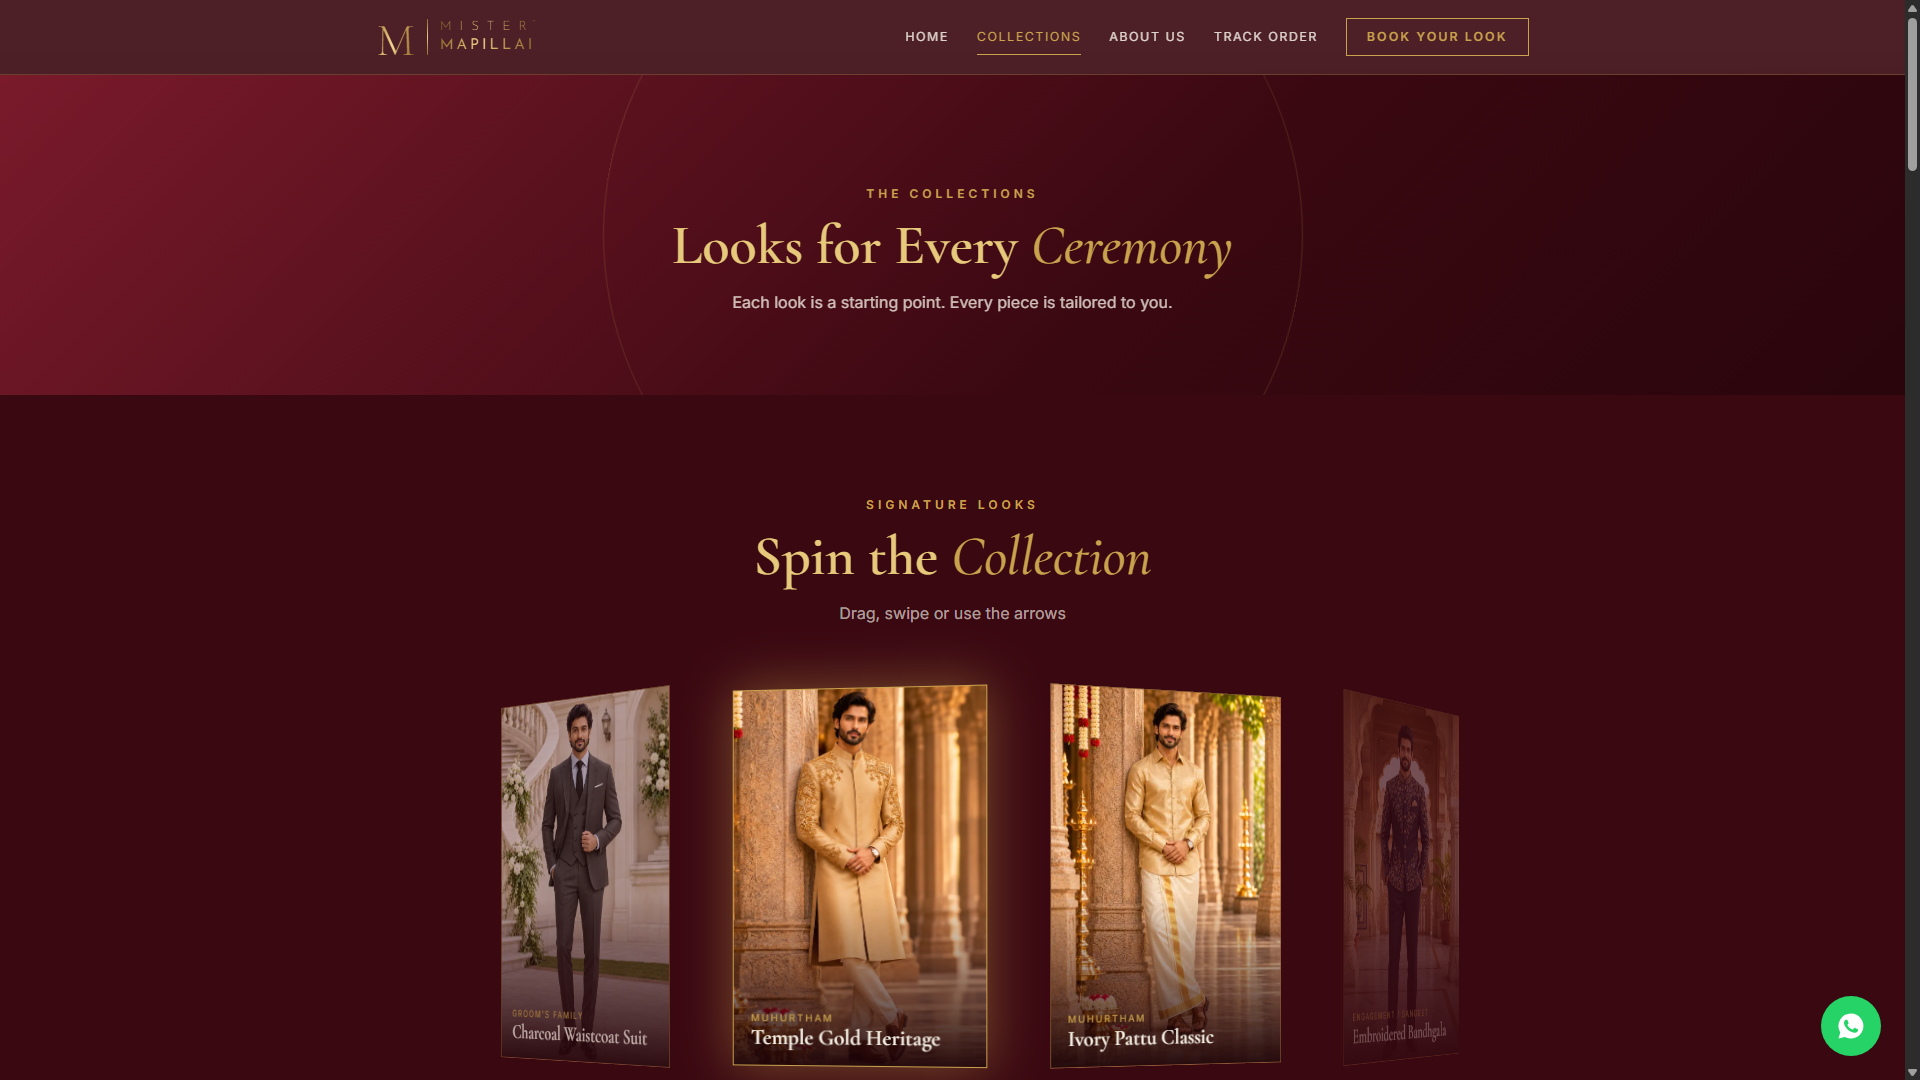 M
MISTER
MAPILLAI
HOME
COLLECTIONS
ABOUT US
TRACK ORDER
BOOK YOUR LOOK
THE COLLECTIONS
Looks for Every Ceremony
Each look is a starting point. Every piece is tailored to you.
SIGNATURE LOOKS
Spin the Collection
Drag, swipe or use the arrows
GROOM'S FAMILY
Charcoal Waistcoat Suit
MUHURTHAM
Temple Gold Heritage
MUHURTHAM
Ivory Pattu Classic
Embroidered Bandhgala